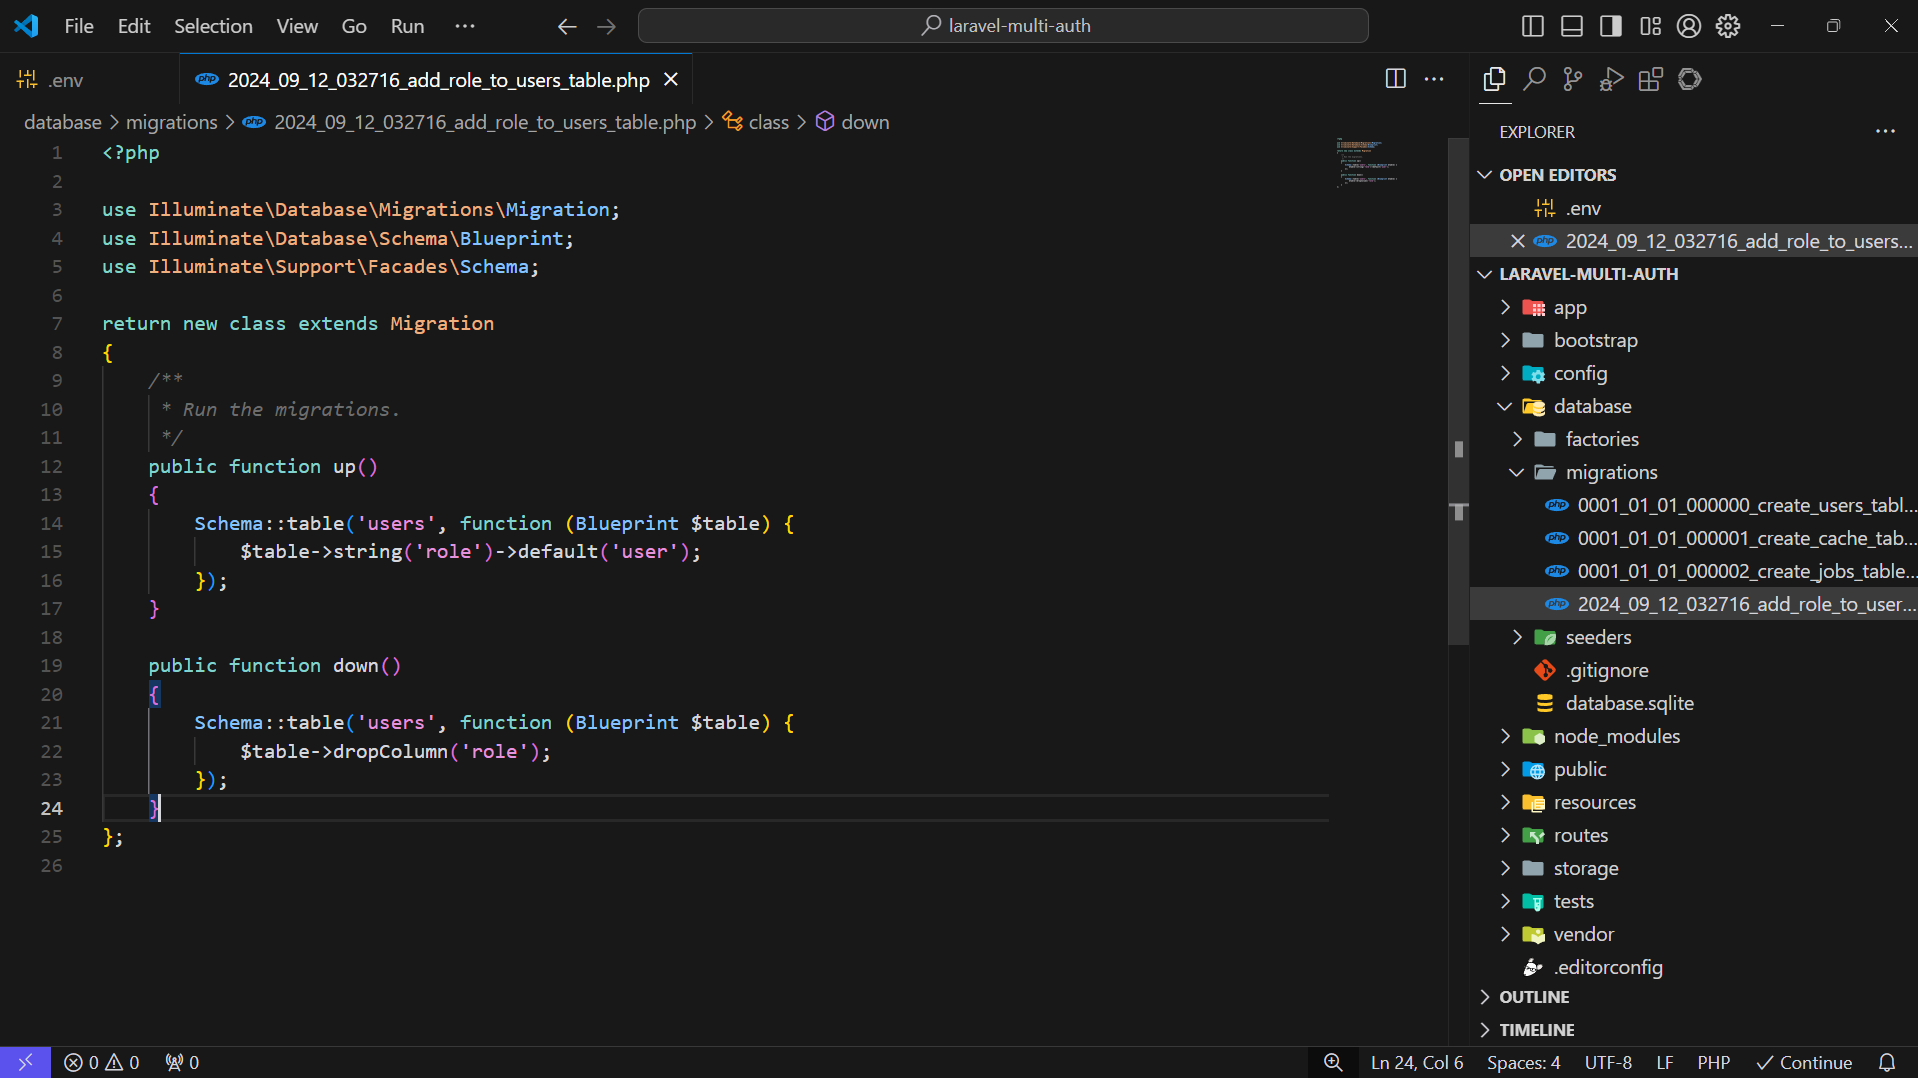 File Edit Selection View Go Run ··· laravel-multi-auth
.env 2024_09_12_032716_add_role_to_users_table.php
database > migrations > php 2024_09_12_032716_add_role_to_users_table.php > class > down
1 <?php
2
3 use Illuminate\Database\Migrations\Migration;
4 use Illuminate\Database\Schema\Blueprint;
5 use Illuminate\Support\Facades\Schema;
6
7 return new class extends Migration
8 {
9 /**
10 * Run the migrations.
11 */
12 public function up()
13 {
14 Schema::table('users', function (Blueprint $table) {
15 $table->string('role')->default('user');
16 });
17 }
18
19 public function down()
20 {
21 Schema::table('users', function (Blueprint $table) {
22 $table->dropColumn('role');
23 });
24 }
25 };
26
EXPLORER
OPEN EDITORS
.env
php 2024_09_12_032716_add_role_to_users...
LARAVEL-MULTI-AUTH
app
bootstrap
config
database
factories
migrations
php 0001_01_01_000000_create_users_tabl...
php 0001_01_01_000001_create_cache_tab...
php 0001_01_01_000002_create_jobs_table...
php 2024_09_12_032716_add_role_to_user...
seeders
.gitignore
database.sqlite
node_modules
public
resources
routes
storage
tests
vendor
.editorconfig
OUTLINE
TIMELINE
0 0 0 Ln 24, Col 6 Spaces: 4 UTF-8 LF PHP Continue